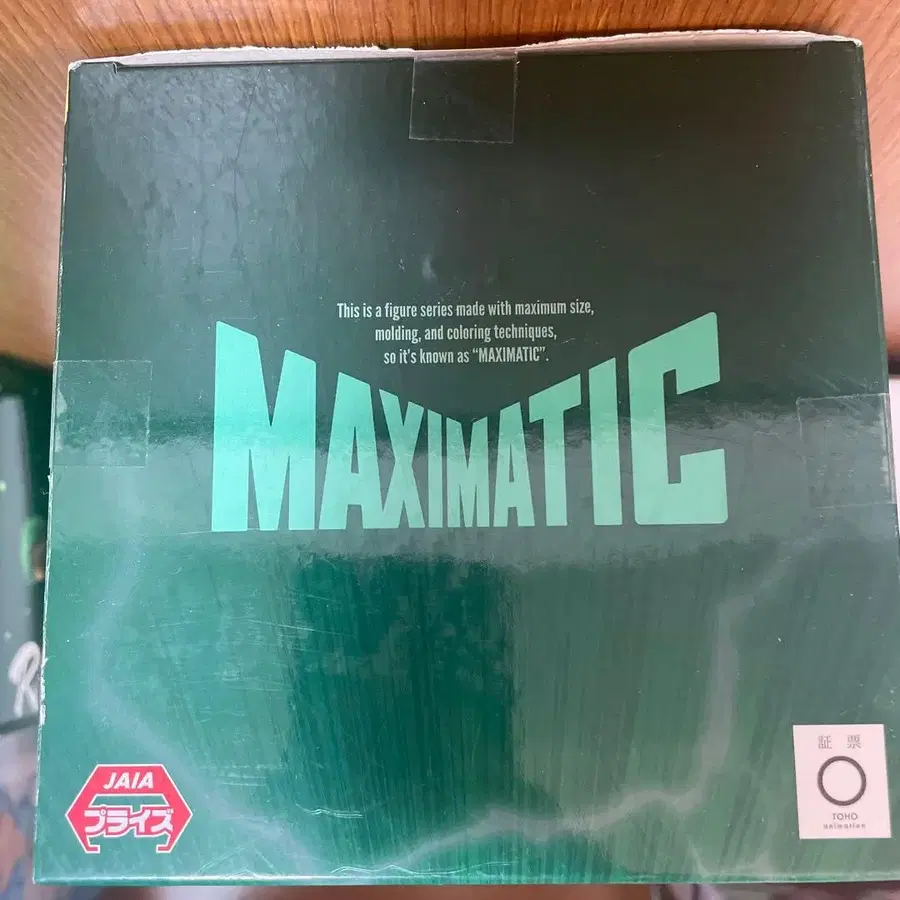 This is a figure series made with maximum size,
molding, and coloring techniques,
so it's known as “MAXIMATIC”.
MAXIMATIC
JAIA
プライズ
証 票
TOHO
animation